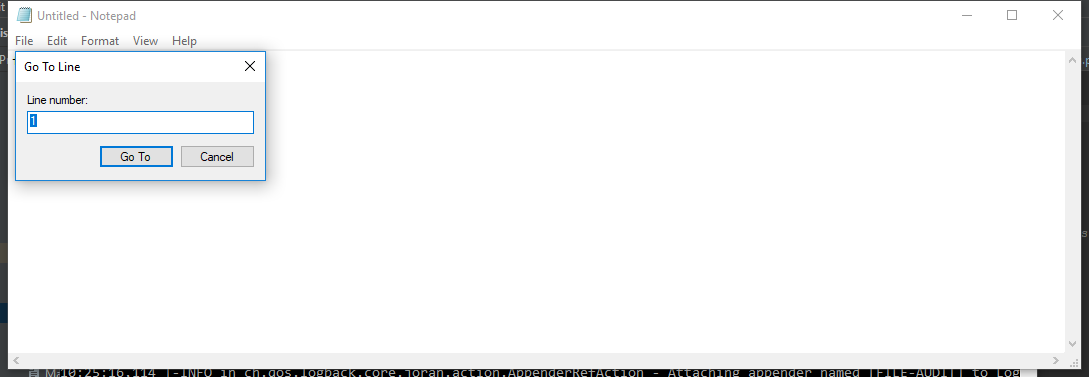 Untitled - Notepad
File Edit Format View Help
Go To Line
Line number:
1
Go To Cancel
10:25:16,114 |-INFO in ch.qos.logback.core.joran.action.AppenderRefAction - Attaching appender named [FILE-AUDIT] to Log